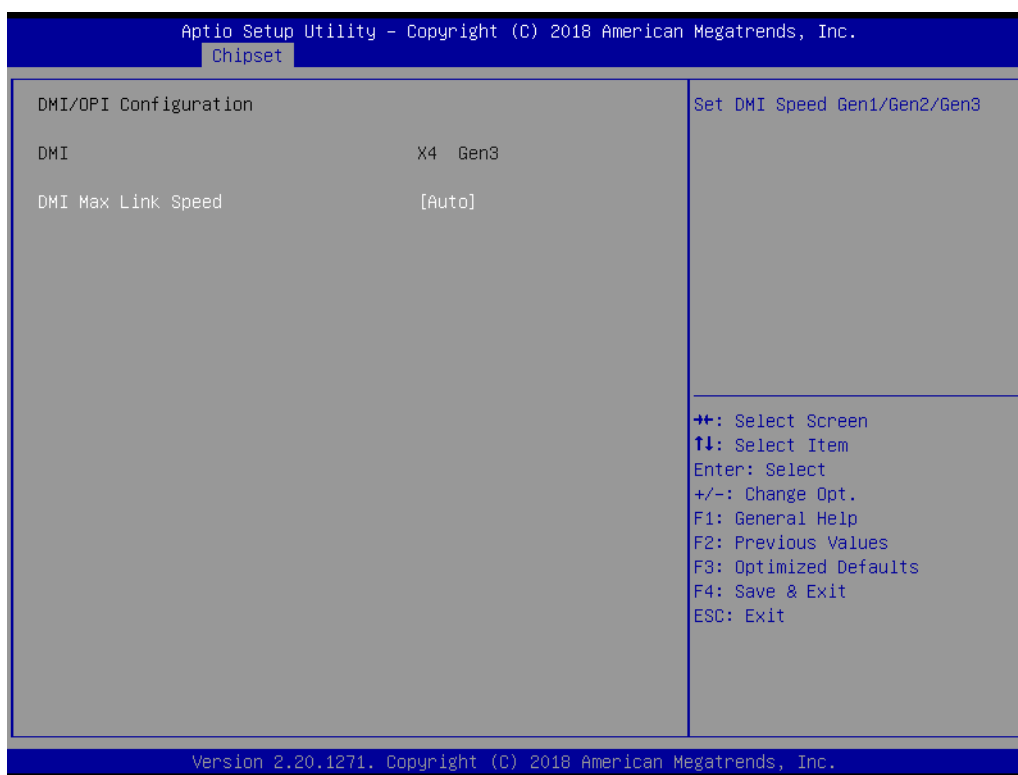 Aptio Setup Utility – Copyright (C) 2018 American Megatrends, Inc.
Chipset
DMI/OPI Configuration
DMI X4 Gen3
DMI Max Link Speed [Auto]
Set DMI Speed Gen1/Gen2/Gen3
→←: Select Screen
↑↓: Select Item
Enter: Select
+/-: Change Opt.
F1: General Help
F2: Previous Values
F3: Optimized Defaults
F4: Save & Exit
ESC: Exit
Version 2.20.1271. Copyright (C) 2018 American Megatrends, Inc.